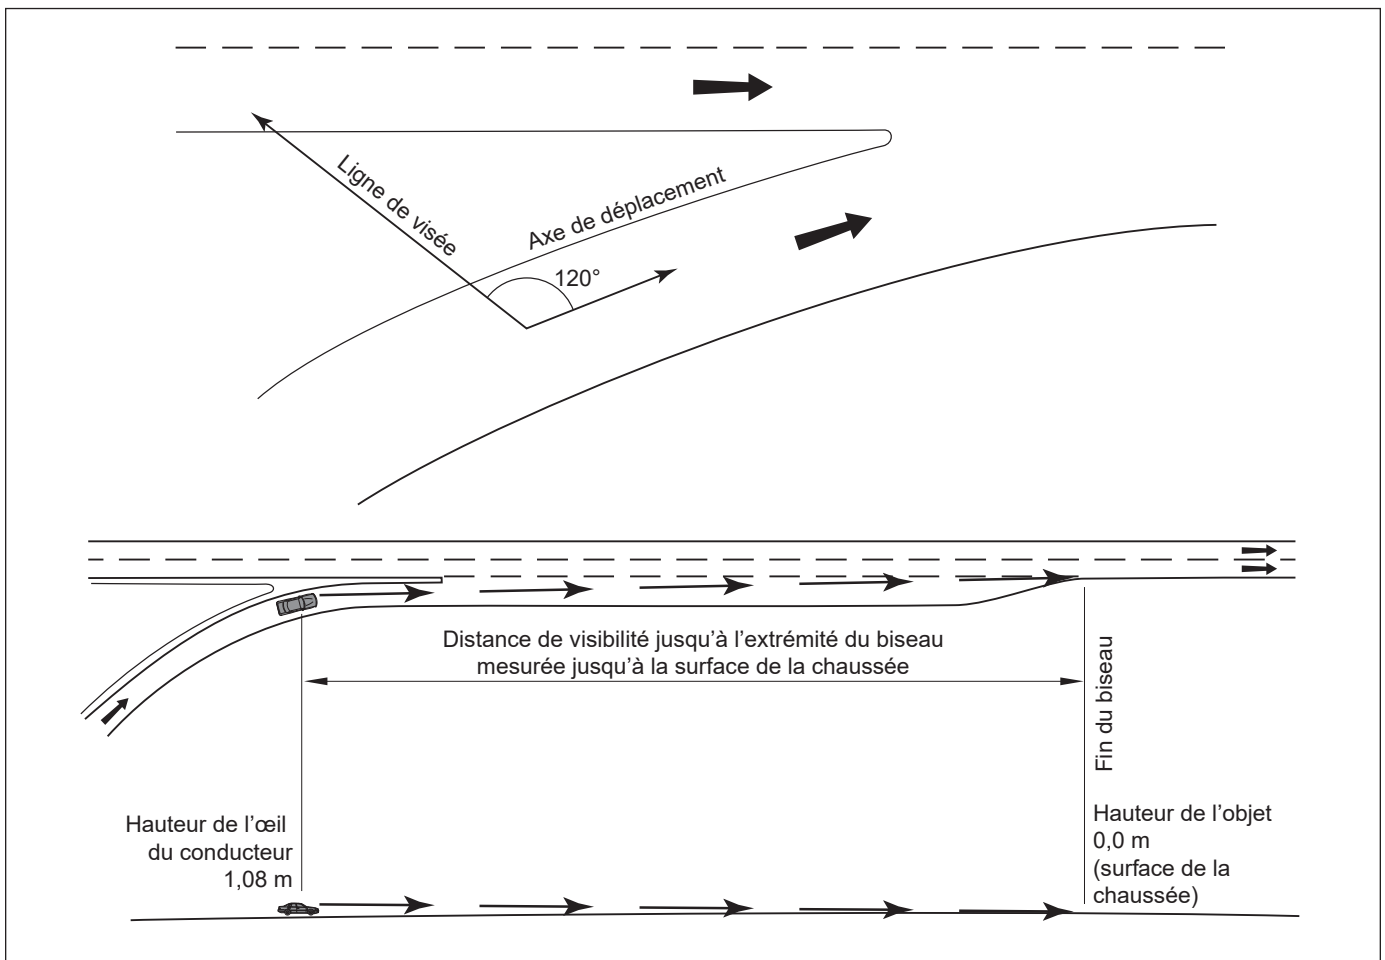 Ligne de visée
Axe de déplacement
120°
Distance de visibilité jusqu’à l’extrémité du biseau
mesurée jusqu’à la surface de la chaussée
Fin du biseau
Hauteur de l’œil
du conducteur
1,08 m
Hauteur de l’objet
0,0 m
(surface de la
chaussée)